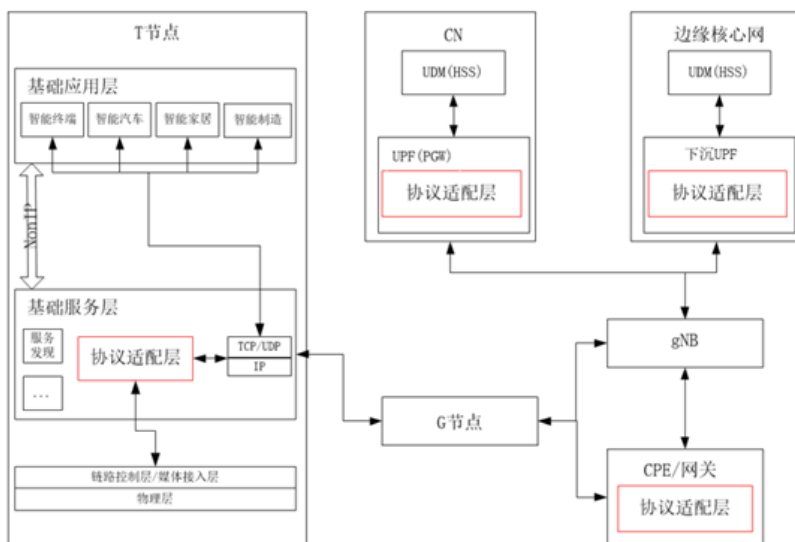 T节点
基础应用层
智能终端
智能汽车
智能家居
智能制造
NonIP
基础服务层
服务
发现
...
协议适配层
TCP/UDP
IP
链路控制层/媒体接入层
物理层
CN
UDM(HSS)
UPF(PGW)
协议适配层
边缘核心网
UDM(HSS)
下沉UPF
协议适配层
gNB
G节点
CPE/网关
协议适配层